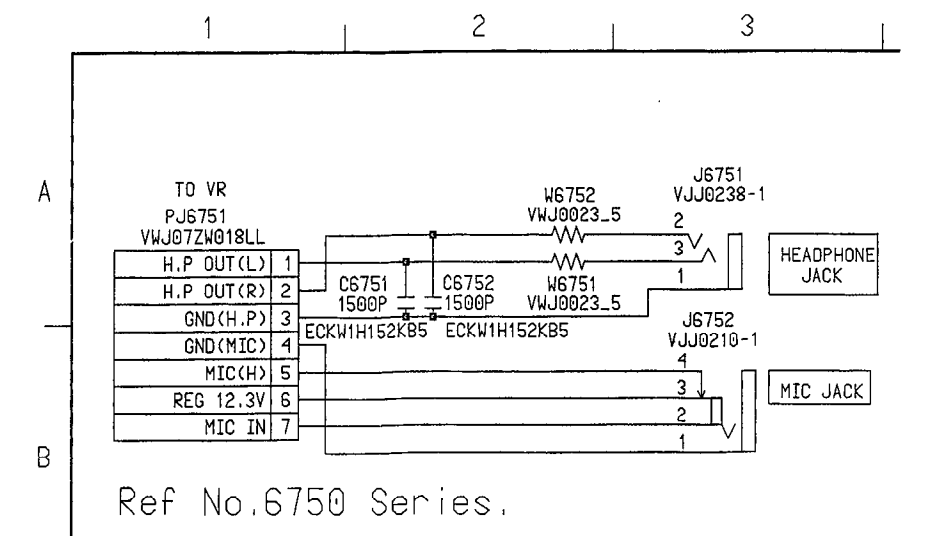 1 2 3
A
TO VR
PJ6751
VWJ07ZW018LL
H.P OUT(L) 1
H.P OUT(R) 2
GND(H.P) 3
GND(MIC) 4
MIC(H) 5
REG 12.3V 6
MIC IN 7
C6751
1500P
ECKW1H152KB5
C6752
1500P
ECKW1H152KB5
W6752
VWJ0023_5
W6751
VWJ0023_5
J6751
VJJ0238-1
2
3
1
HEADPHONE
JACK
J6752
VJJ0210-1
4
3
2
1
MIC JACK
B
Ref No.6750 Series.